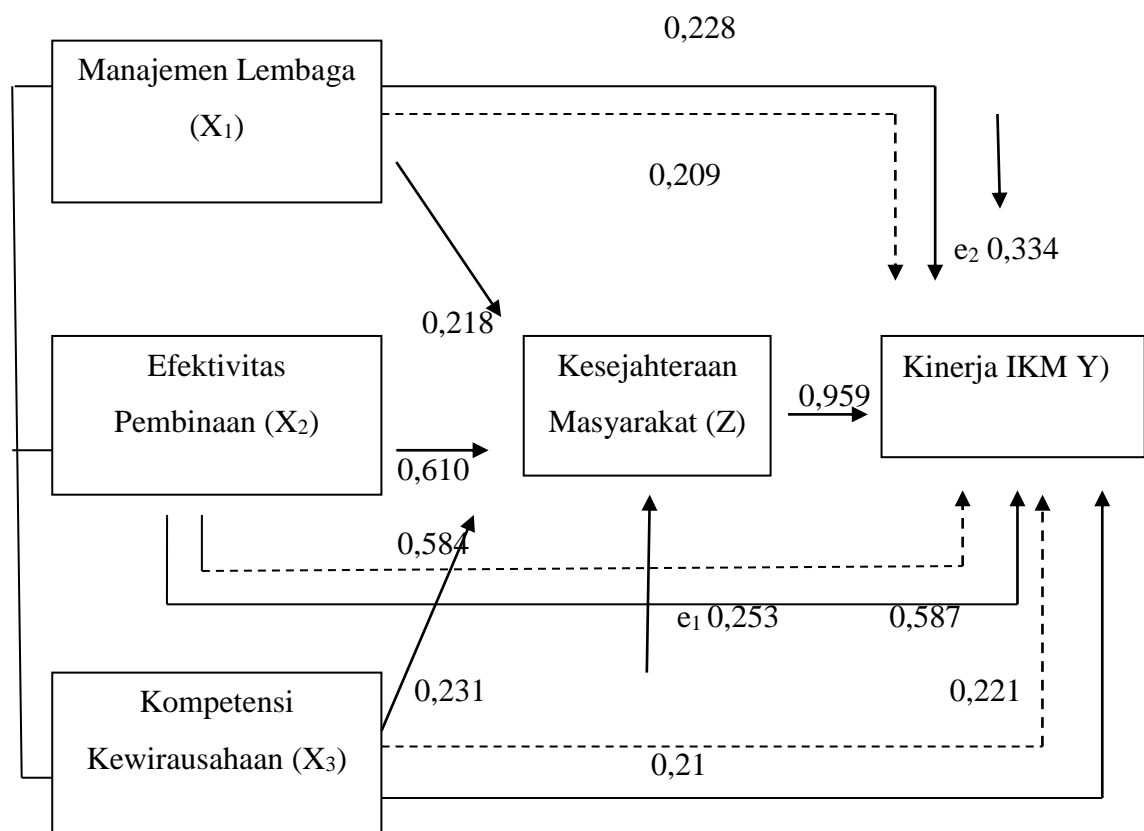 0,228
Manajemen Lembaga
(X₁)
0,209
e₂ 0,334
0,218
Efektivitas
Pembinaan (X₂)
Kesejahteraan
Masyarakat (Z)
Kinerja IKM Y)
0,959
0,610
0,584
e₁ 0,253
0,587
Kompetensi
Kewirausahaan (X₃)
0,231
0,221
0,21